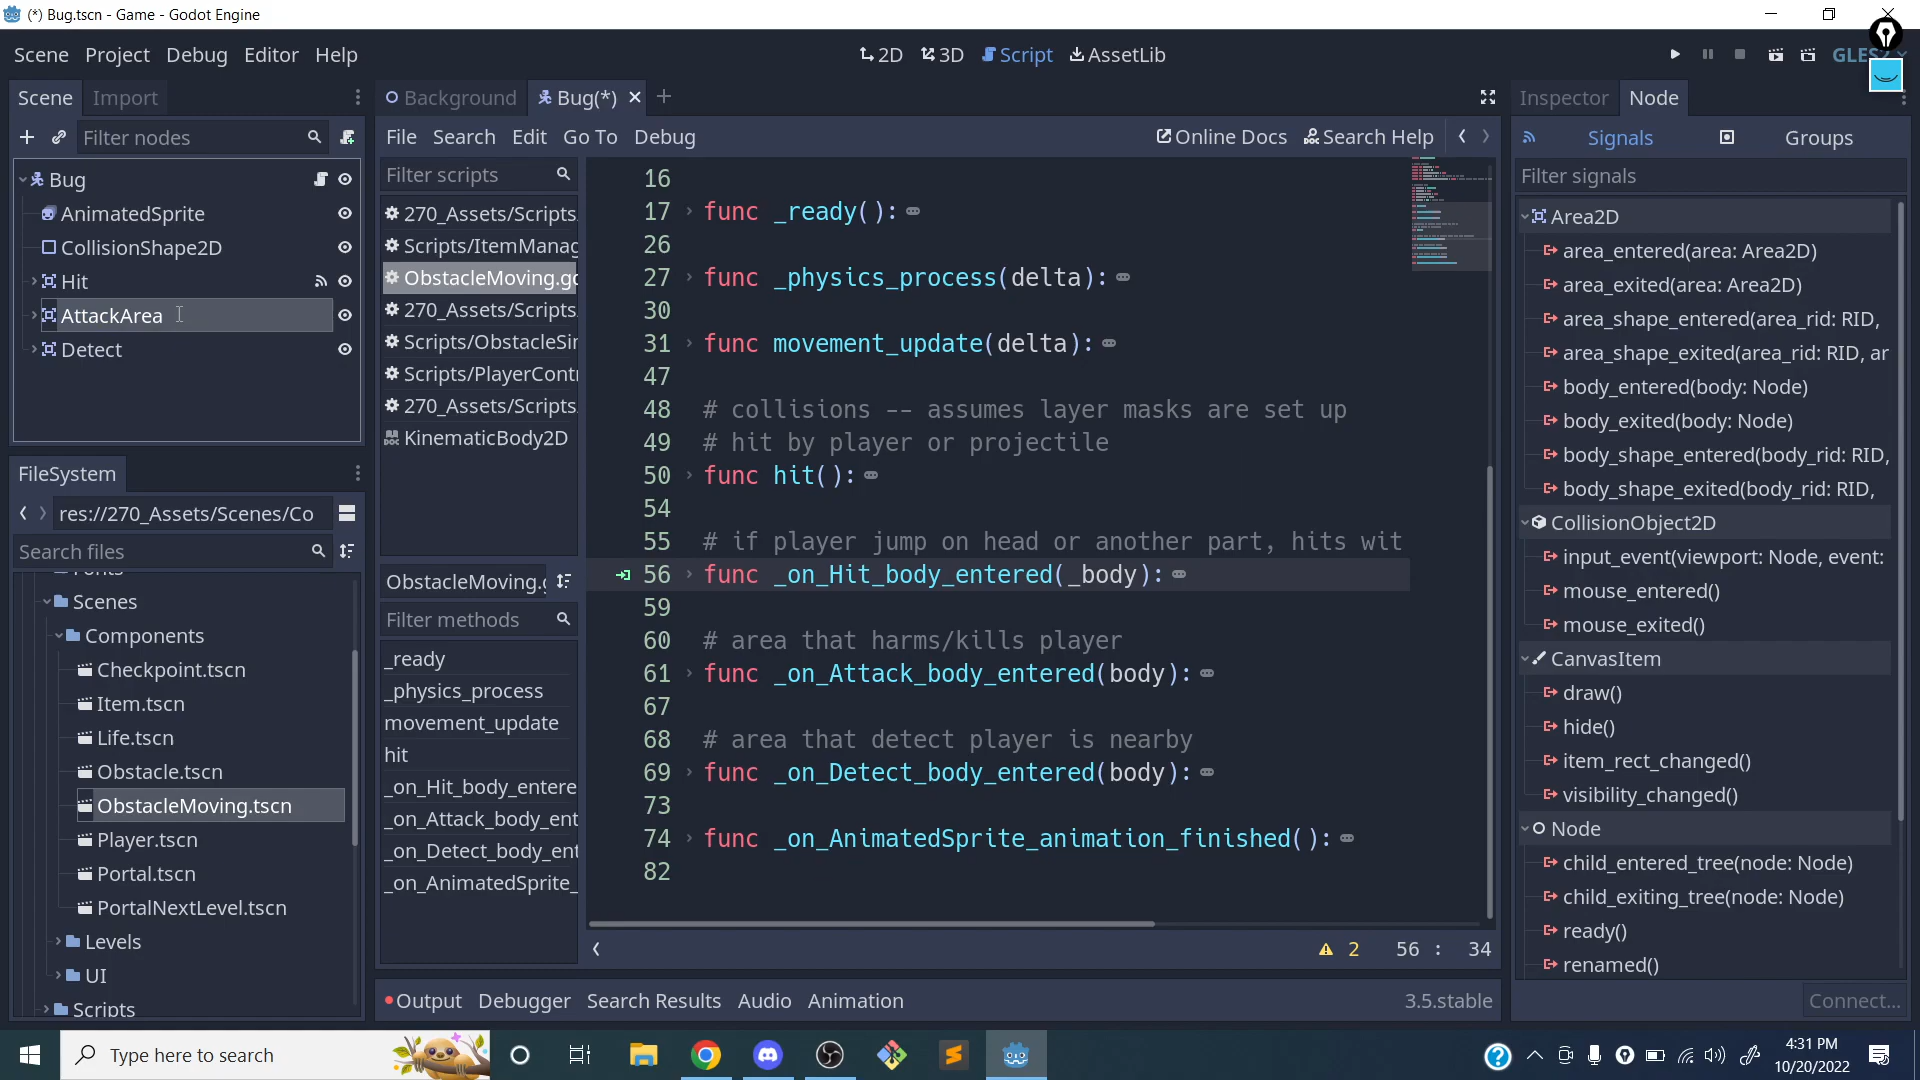 (*) Bug.tscn - Game - Godot Engine
Scene Project Debug Editor Help
2D 3D Script AssetLib
GLES2
Scene Import
Filter nodes
Bug
AnimatedSprite
CollisionShape2D
Hit
AttackArea
Detect
FileSystem
res://270_Assets/Scenes/Co
Search files
Fonts
Scenes
Components
Checkpoint.tscn
Item.tscn
Life.tscn
Obstacle.tscn
ObstacleMoving.tscn
Player.tscn
Portal.tscn
PortalNextLevel.tscn
Levels
UI
Scripts
Background Bug(*)
File Search Edit Go To Debug
Online Docs Search Help
Filter scripts
270_Assets/Scripts
Scripts/ItemManag
ObstacleMoving.gd
270_Assets/Scripts
Scripts/ObstacleSin
Scripts/PlayerContr
270_Assets/Scripts
KinematicBody2D
ObstacleMoving.
Filter methods
_ready
_physics_process
movement_update
hit
_on_Hit_body_entere
_on_Attack_body_ent
_on_Detect_body_ent
_on_AnimatedSprite_
16
17 func _ready():
26
27 func _physics_process(delta):
30
31 func movement_update(delta):
47
48 # collisions -- assumes layer masks are set up
49 # hit by player or projectile
50 func hit():
54
55 # if player jump on head or another part, hits wit
56 func _on_Hit_body_entered(_body):
59
60 # area that harms/kills player
61 func _on_Attack_body_entered(body):
67
68 # area that detect player is nearby
69 func _on_Detect_body_entered(body):
73
74 func _on_AnimatedSprite_animation_finished():
82
2 56 : 34
Output Debugger Search Results Audio Animation 3.5.stable
Inspector Node
Signals Groups
Filter signals
Area2D
area_entered(area: Area2D)
area_exited(area: Area2D)
area_shape_entered(area_rid: RID,
area_shape_exited(area_rid: RID, ar
body_entered(body: Node)
body_exited(body: Node)
body_shape_entered(body_rid: RID,
body_shape_exited(body_rid: RID,
CollisionObject2D
input_event(viewport: Node, event:
mouse_entered()
mouse_exited()
CanvasItem
draw()
hide()
item_rect_changed()
visibility_changed()
Node
child_entered_tree(node: Node)
child_exiting_tree(node: Node)
ready()
renamed()
Connect...
Type here to search
4:31 PM
10/20/2022